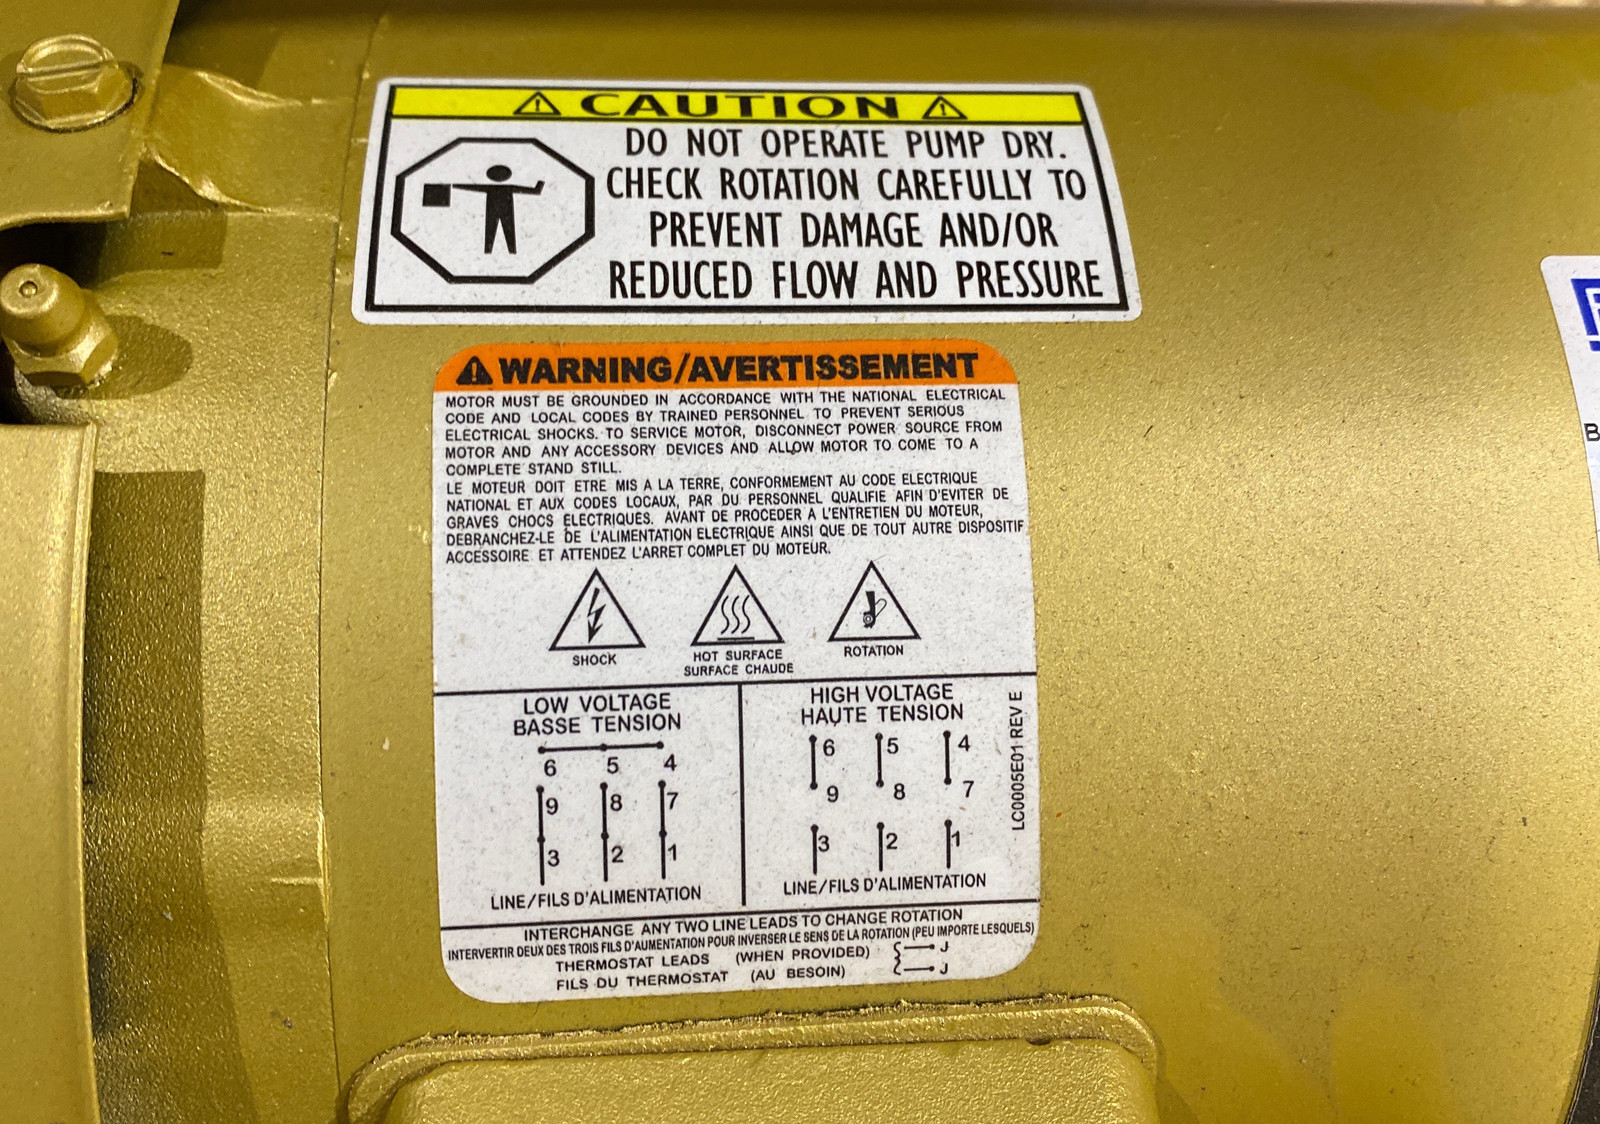 CAUTION
DO NOT OPERATE PUMP DRY.
CHECK ROTATION CAREFULLY TO
PREVENT DAMAGE AND/OR
REDUCED FLOW AND PRESSURE
WARNING/AVERTISSEMENT
MOTOR MUST BE GROUNDED IN ACCORDANCE WITH THE NATIONAL ELECTRICAL
CODE AND LOCAL CODES BY TRAINED PERSONNEL TO PREVENT SERIOUS
ELECTRICAL SHOCKS. TO SERVICE MOTOR, DISCONNECT POWER SOURCE FROM
MOTOR AND ANY ACCESSORY DEVICES AND ALLOW MOTOR TO COME TO A
COMPLETE STAND STILL.
LE MOTEUR DOIT ETRE MIS A LA TERRE, CONFORMEMENT AU CODE ELECTRIQUE
NATIONAL ET AUX CODES LOCAUX, PAR DU PERSONNEL QUALIFIE AFIN D'EVITER DE
GRAVES CHOCS ELECTRIQUES. AVANT DE PROCEDER A L'ENTRETIEN DU MOTEUR,
DEBRANCHEZ-LE DE L'ALIMENTATION ELECTRIQUE AINSI QUE DE TOUT AUTRE DISPOSITIF
ACCESSOIRE ET ATTENDEZ L'ARRET COMPLET DU MOTEUR.
SHOCK
HOT SURFACE
SURFACE CHAUDE
ROTATION
LOW VOLTAGE
BASSE TENSION
6 5 4
9 8 7
3 2 1
LINE/FILS D'ALIMENTATION
HIGH VOLTAGE
HAUTE TENSION
6 5 4
9 8 7
3 2 1
LINE/FILS D'ALIMENTATION
LC0005E01 REV E
INTERCHANGE ANY TWO LINE LEADS TO CHANGE ROTATION
INTERVERTIR DEUX DES TROIS FILS D'AUMENTATION POUR INVERSER LE SENS DE LA ROTATION (PEU IMPORTE LESQUELS)
THERMOSTAT LEADS (WHEN PROVIDED) J
FILS DU THERMOSTAT (AU BESOIN) J
B